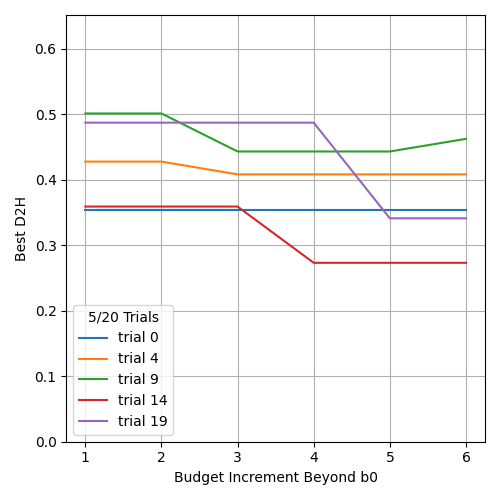 0.6
0.5
0.4
0.3
0.2
0.1
0.0
Best D2H
5/20 Trials
trial 0
trial 4
trial 9
trial 14
trial 19
1 2 3 4 5 6
Budget Increment Beyond b0